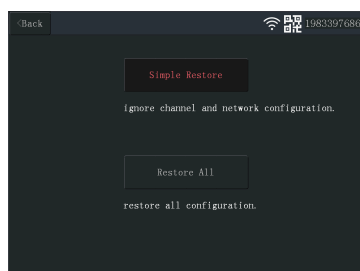 <Back
1983397686
Simple Restore
ignore channel and network configuration.
Restore All
restore all configuration.